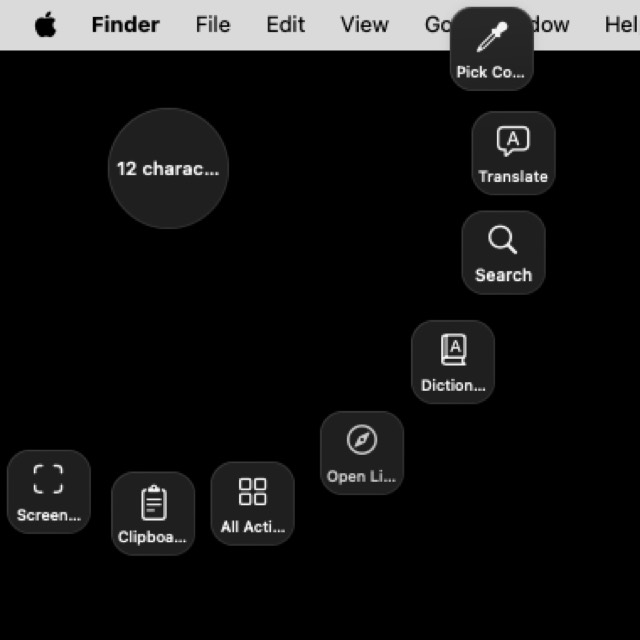 Finder File Edit View Go dow Hel
Pick Co...
12 charac...
A
Translate
Search
A
Diction...
Open Li...
Screen...
Clipboa...
All Acti...